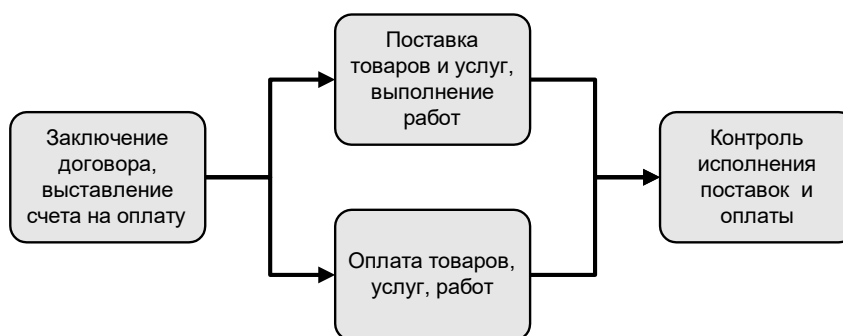 Заключение
договора,
выставление
счета на оплату
Поставка
товаров и услуг,
выполнение
работ
Оплата товаров,
услуг, работ
Контроль
исполнения
поставок и
оплаты